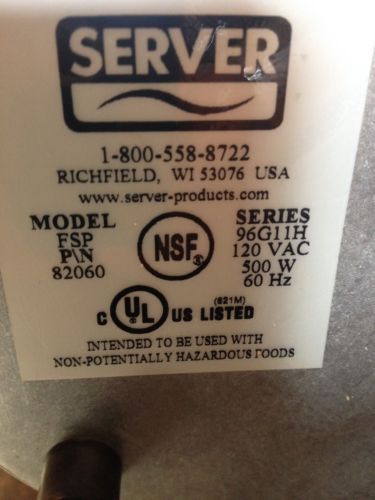 SERVER
1-800-558-8722
RICHFIELD, WI 53076 USA
www.server-products.com
MODEL
FSP
P\N
82060
NSF
SERIES
96G11H
120 VAC
500 W
60 Hz
(621M)
C UL US LISTED
INTENDED TO BE USED WITH
NON-POTENTIALLY HAZARDOUS FOODS